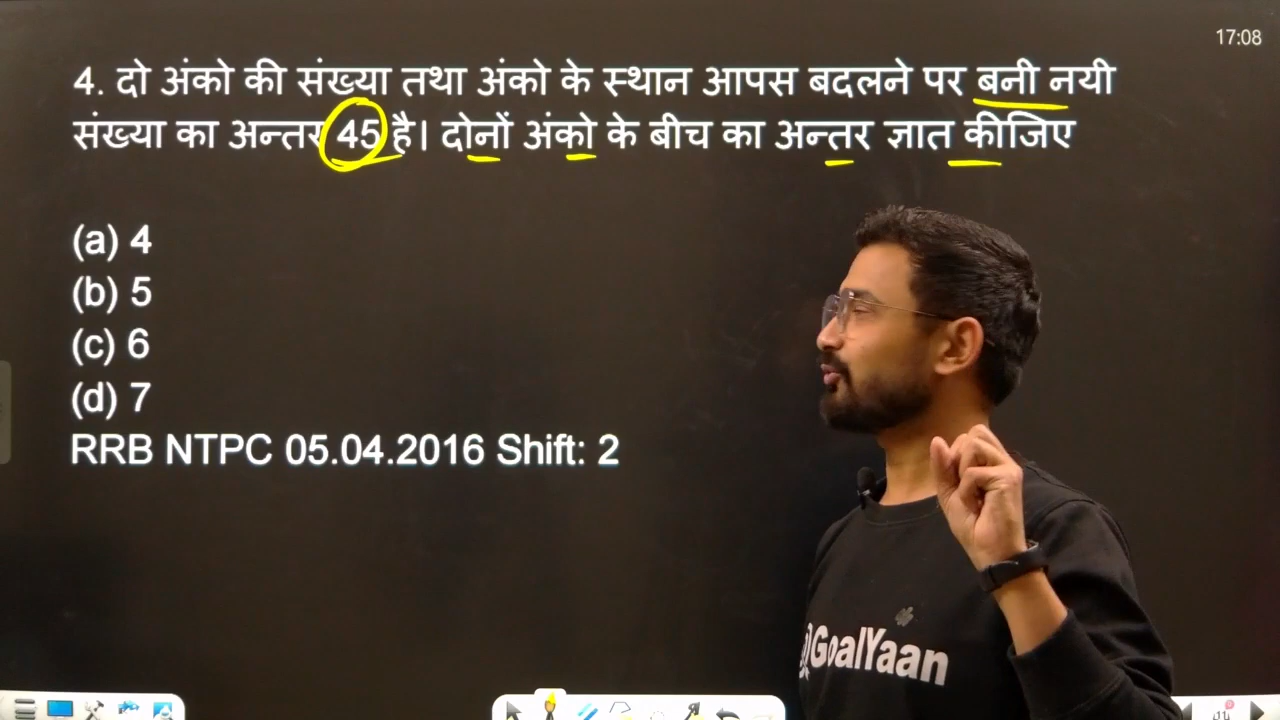 17:08
4. दो अंको की संख्या तथा अंको के स्थान आपस बदलने पर बनी नयी
संख्या का अन्तर 45 है। दोनों अंको के बीच का अन्तर ज्ञात कीजिए
(a) 4
(b) 5
(c) 6
(d) 7
RRB NTPC 05.04.2016 Shift: 2
@GoalYaan